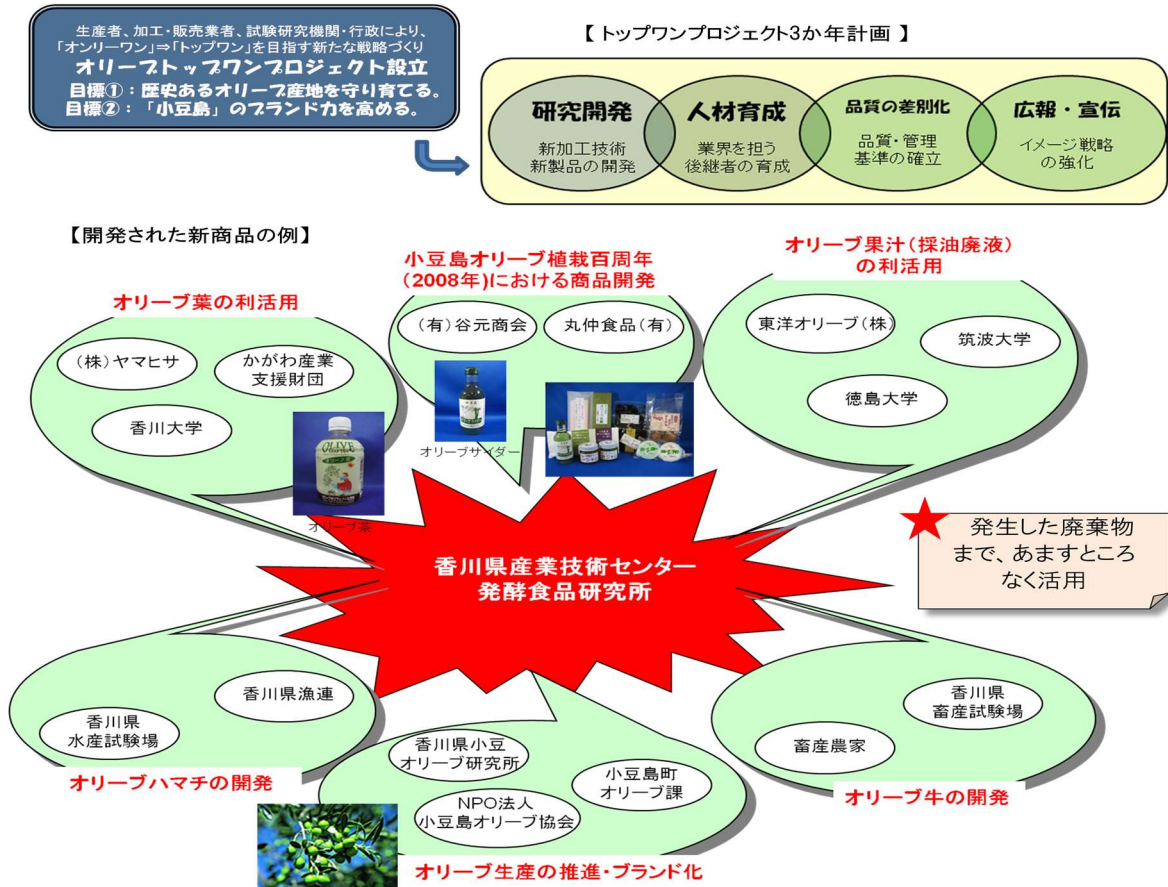 生産者、加工・販売業者、試験研究機関・行政により、
「オンリーワン」⇒「トップワン」を目指す新たな戦略づくり
オリーブトップワンプロジェクト設立
目標①：歴史あるオリーブ産地を守り育てる。
目標②：「小豆島」のブランド力を高める。
【 トップワンプロジェクト3か年計画 】
研究開発
新加工技術
新製品の開発
人材育成
業界を担う
後継者の育成
品質の差別化
品質・管理
基準の確立
広報・宣伝
イメージ戦略
の強化
【開発された新商品の例】
オリーブ葉の利活用
(株)ヤマヒサ
かがわ産業
支援財団
香川大学
OLIVE
オリーブ茶
小豆島オリーブ植栽百周年
(2008年)における商品開発
(有)谷元商会
丸仲食品(有)
オリーブサイダー
オリーブ果汁(採油廃液)
の利活用
東洋オリーブ(株)
筑波大学
徳島大学
香川県産業技術センター
発酵食品研究所
発生した廃棄物
まで、あますところ
なく活用
香川県漁連
香川県
水産試験場
オリーブハマチの開発
香川県小豆
オリーブ研究所
小豆島町
オリーブ課
NPO法人
小豆島オリーブ協会
オリーブ生産の推進・ブランド化
香川県
畜産試験場
畜産農家
オリーブ牛の開発